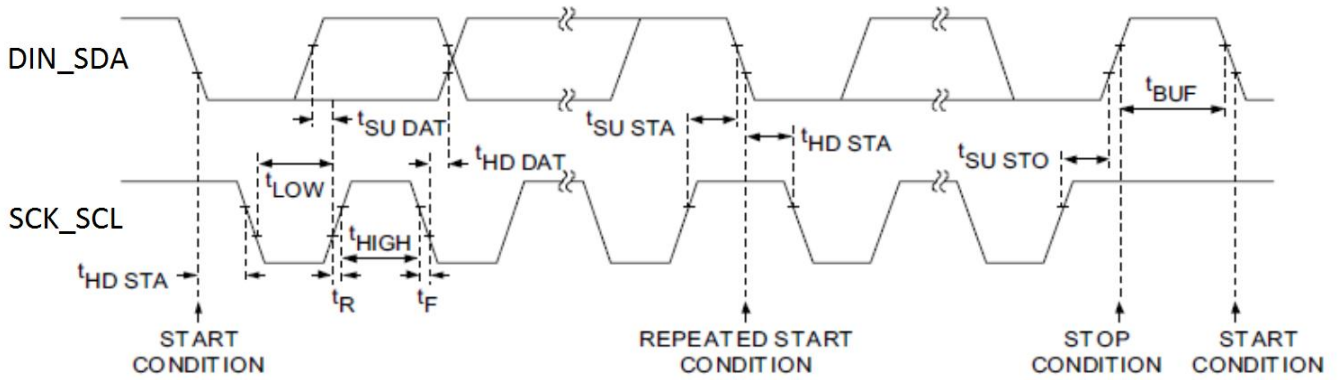 DIN_SDA
tBUF
tSU DAT
tSU STA
tHD STA
tHD DAT
tSU STO
tLOW
SCK_SCL
tHIGH
tHD STA
tR
tF
START
CONDITION
REPEATED START
CONDITION
STOP
CONDITION
START
CONDITION